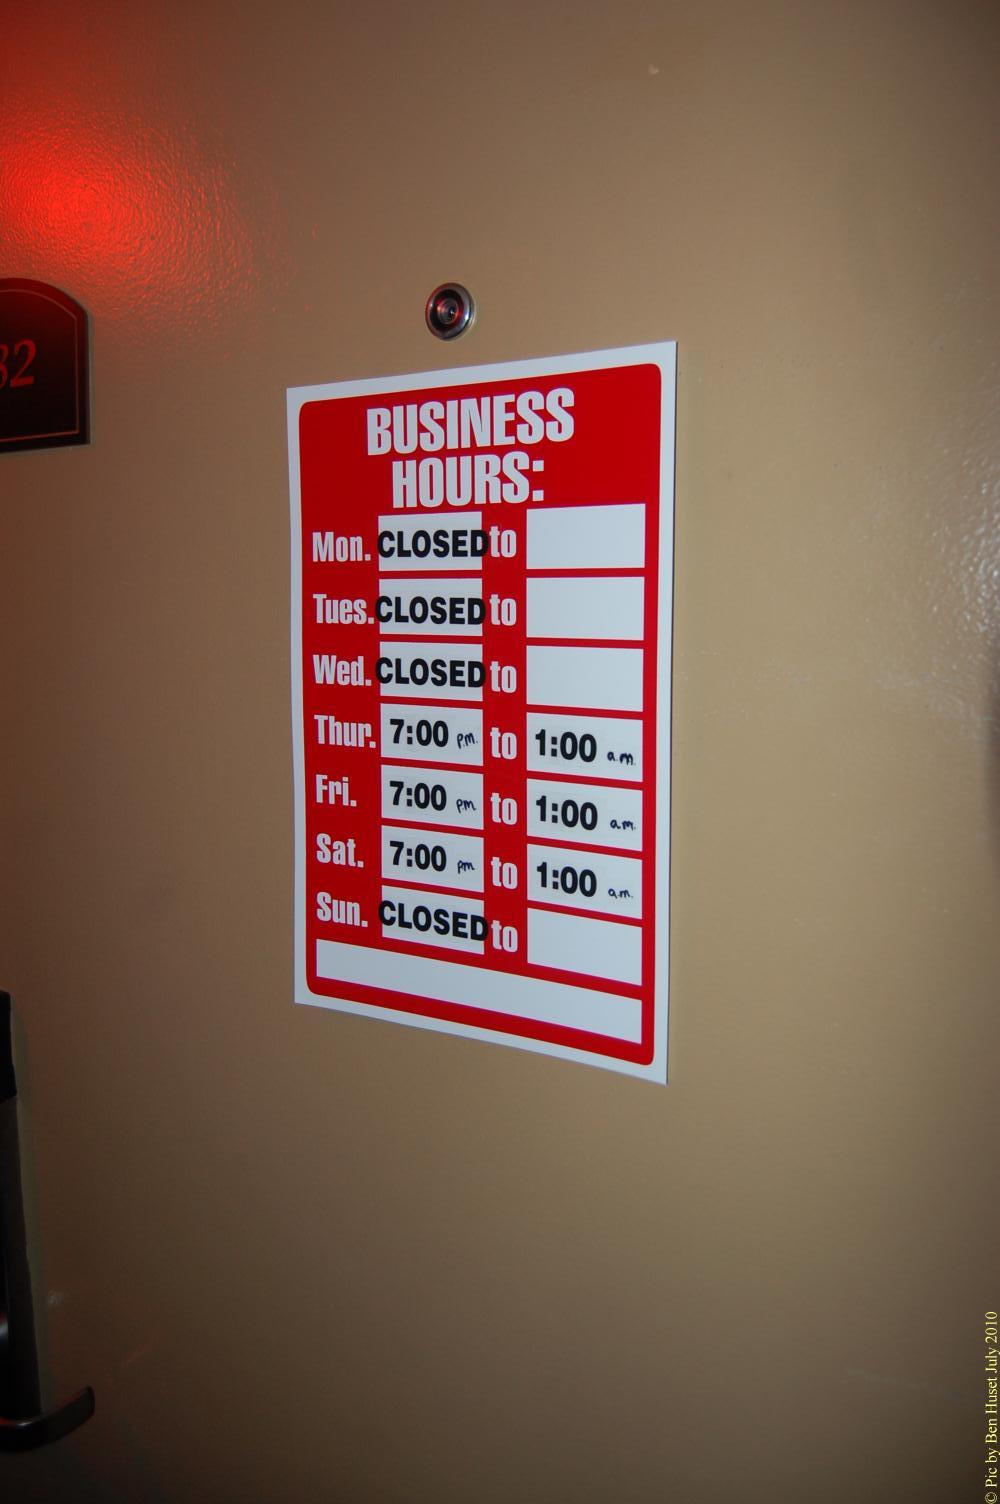 BUSINESS
HOURS:
Mon. CLOSED to
Tues. CLOSED to
Wed. CLOSED to
Thur. 7:00 p.m. to 1:00 a.m.
Fri. 7:00 pm to 1:00 a.m.
Sat. 7:00 pm to 1:00 a.m.
Sun. CLOSED to
© Pic by Ben Huset July 2010